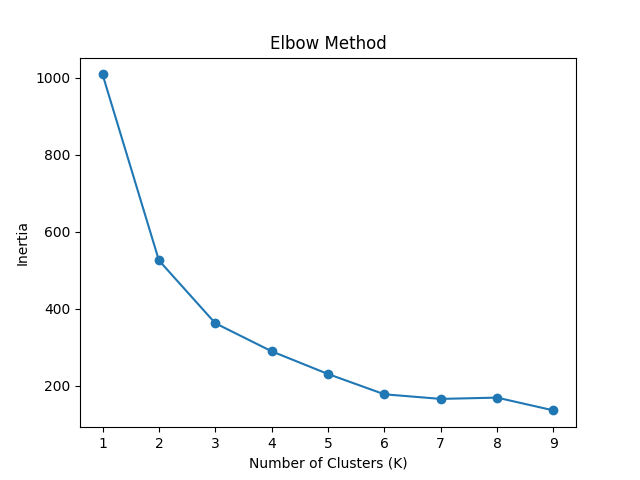 Elbow Method
Inertia
1000
800
600
400
200
1 2 3 4 5 6 7 8 9
Number of Clusters (K)